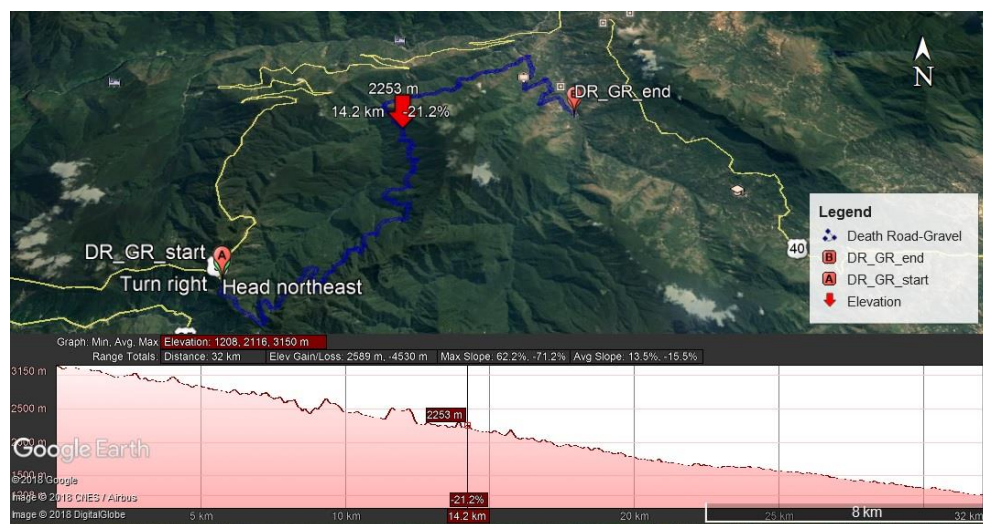 2253 m
14.2 km -21.2%
DR_GR_end
DR_GR_start
A
Turn right
Head northeast
N
40
Legend
Death Road-Gravel
B DR_GR_end
A DR_GR_start
Elevation
Graph: Min, Avg, Max Elevation: 1208, 2116, 3150 m
Range Totals: Distance: 32 km Elev Gain/Loss: 2589 m, -4530 m Max Slope: 62.2%, -71.2% Avg Slope: 13.5%, -15.5%
3150 m
2500 m
2253 m
Google Earth
1500 m
© 2018 Google
Image © 2018 CNES / Airbus
Image © 2018 DigitalGlobe
-21.2%
5 km
10 km
14.2 km
20 km
25 km
8 km
32 km